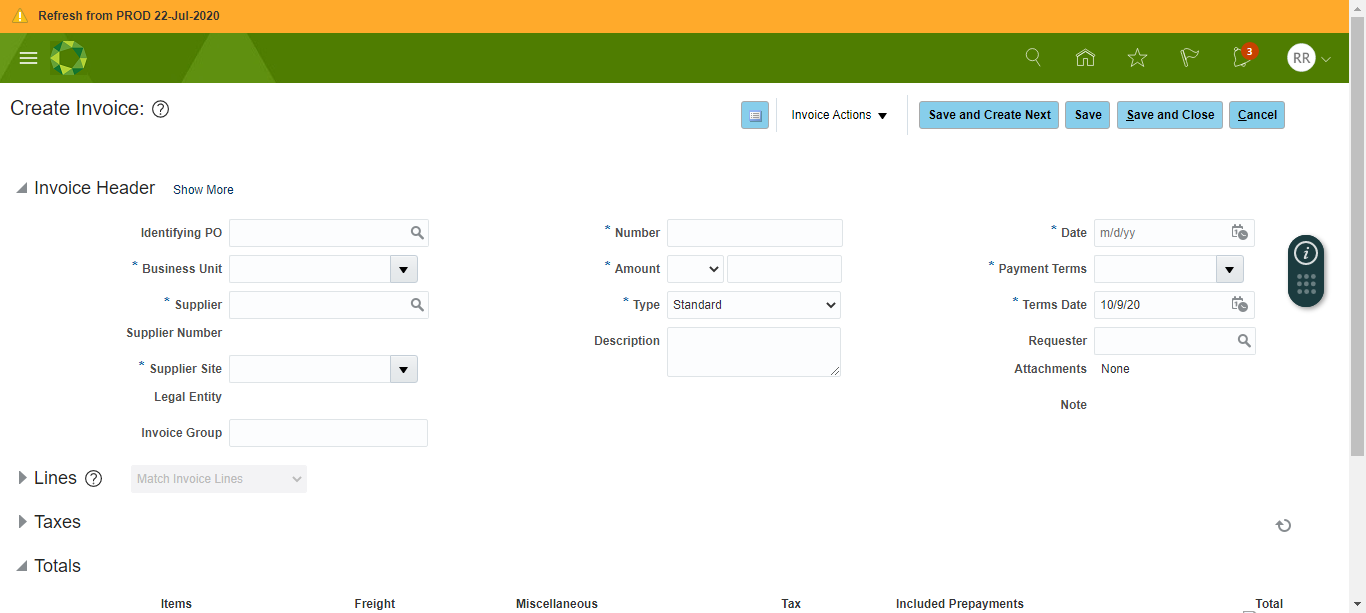 Refresh from PROD 22-Jul-2020
3
RR
Create Invoice: ?
Invoice Actions
Save and Create Next
Save
Save and Close
Cancel
Invoice Header Show More
Identifying PO
* Number
* Date m/d/yy
* Business Unit
* Amount
* Payment Terms
* Supplier
* Type Standard
* Terms Date 10/9/20
Supplier Number
Description
Requester
* Supplier Site
Attachments None
Legal Entity
Note
Invoice Group
Lines ? Match Invoice Lines
Taxes
Totals
Items Freight Miscellaneous Tax Included Prepayments Total